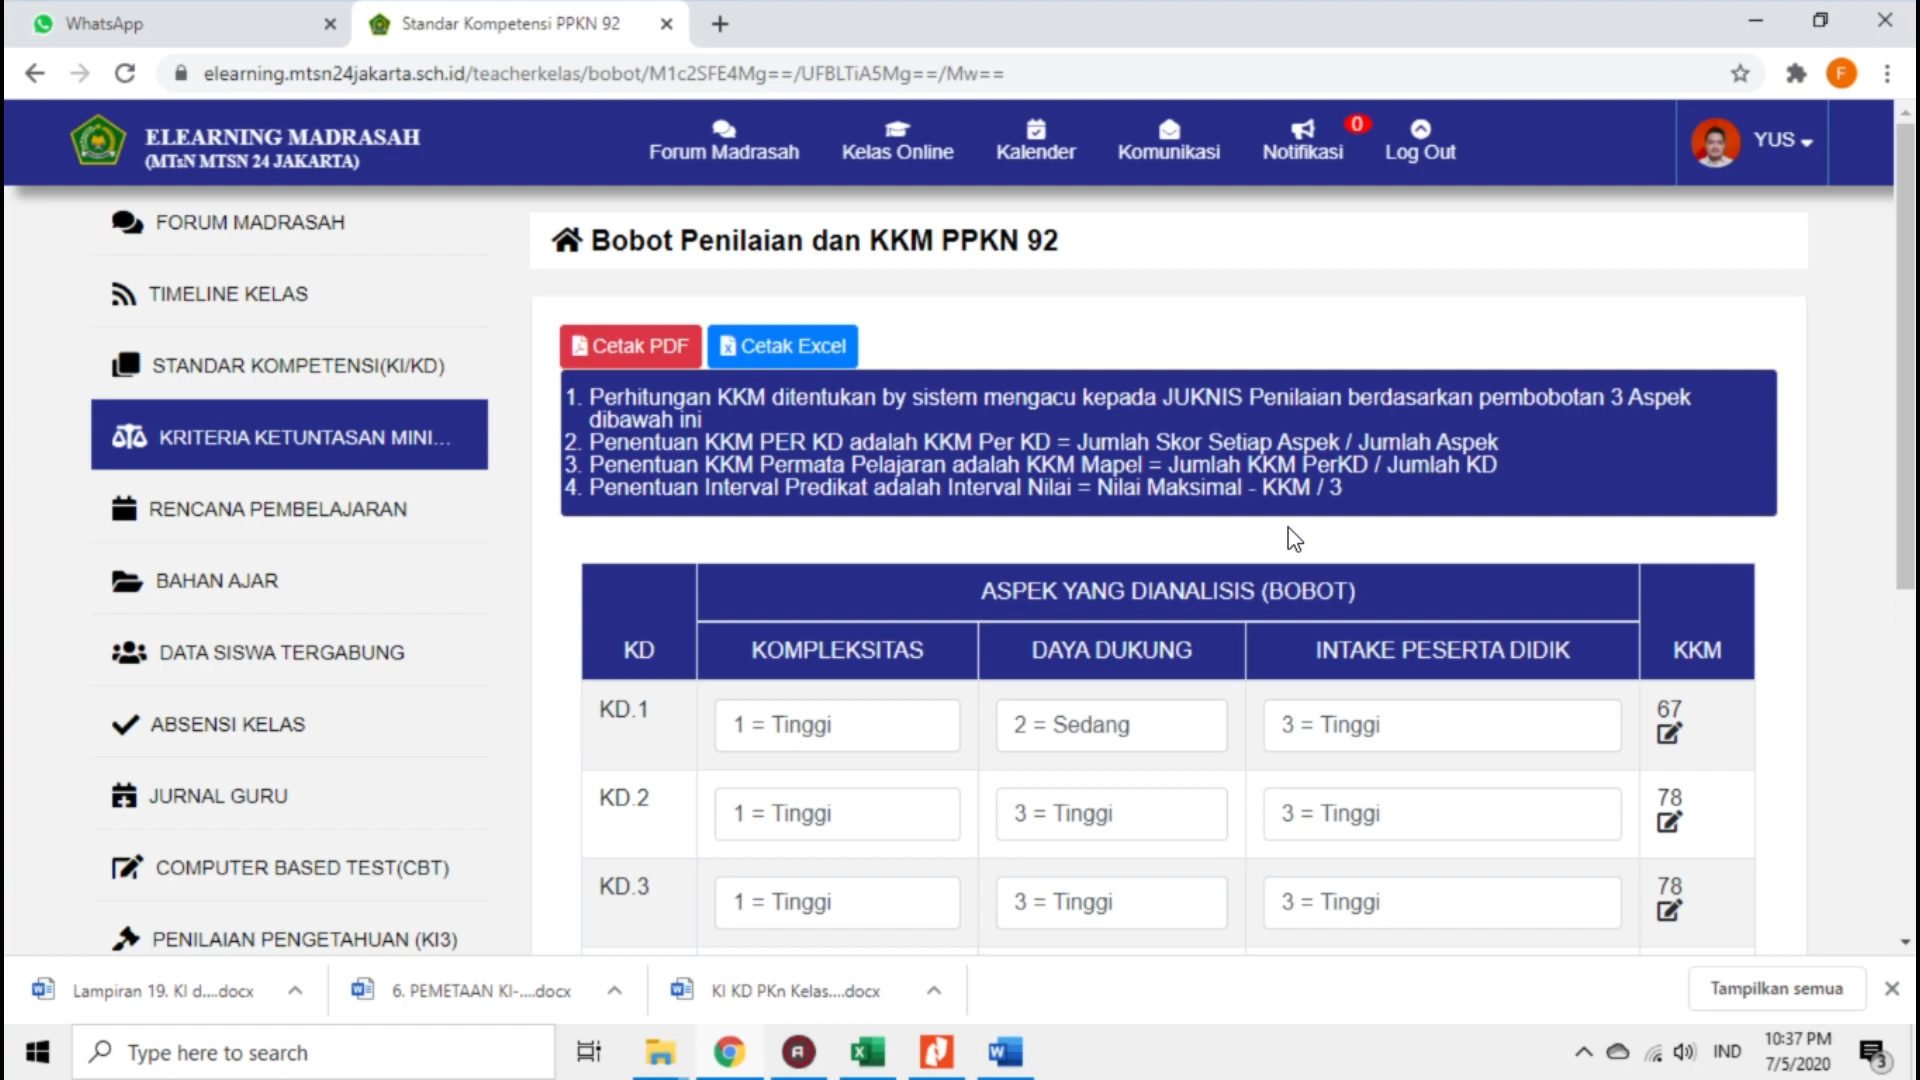 WhatsApp
Standar Kompetensi PPKN 92
elearning.mtsn24jakarta.sch.id/teacherkelas/bobot/M1c2SFE4Mg==/UFBLTiA5Mg==/Mw==
F
ELEARNING MADRASAH
(MTsN MTSN 24 JAKARTA)
Forum Madrasah
Kelas Online
Kalender
Komunikasi
Notifikasi
0
Log Out
YUS
FORUM MADRASAH
TIMELINE KELAS
STANDAR KOMPETENSI(KI/KD)
KRITERIA KETUNTASAN MINI...
RENCANA PEMBELAJARAN
BAHAN AJAR
DATA SISWA TERGABUNG
ABSENSI KELAS
JURNAL GURU
COMPUTER BASED TEST(CBT)
PENILAIAN PENGETAHUAN (KI3)
Bobot Penilaian dan KKM PPKN 92
Cetak PDF
Cetak Excel
1. Perhitungan KKM ditentukan by sistem mengacu kepada JUKNIS Penilaian berdasarkan pembobotan 3 Aspek
dibawah ini
2. Penentuan KKM PER KD adalah KKM Per KD = Jumlah Skor Setiap Aspek / Jumlah Aspek
3. Penentuan KKM Permata Pelajaran adalah KKM Mapel = Jumlah KKM PerKD / Jumlah KD
4. Penentuan Interval Predikat adalah Interval Nilai = Nilai Maksimal - KKM / 3
ASPEK YANG DIANALISIS (BOBOT)
KD KOMPLEKSITAS DAYA DUKUNG INTAKE PESERTA DIDIK KKM
KD.1 1 = Tinggi 2 = Sedang 3 = Tinggi 67
KD.2 1 = Tinggi 3 = Tinggi 3 = Tinggi 78
KD.3 1 = Tinggi 3 = Tinggi 3 = Tinggi 78
Lampiran 19. KI d....docx
6. PEMETAAN KI-....docx
KI KD PKn Kelas....docx
Tampilkan semua
Type here to search
IND
10:37 PM
7/5/2020
3